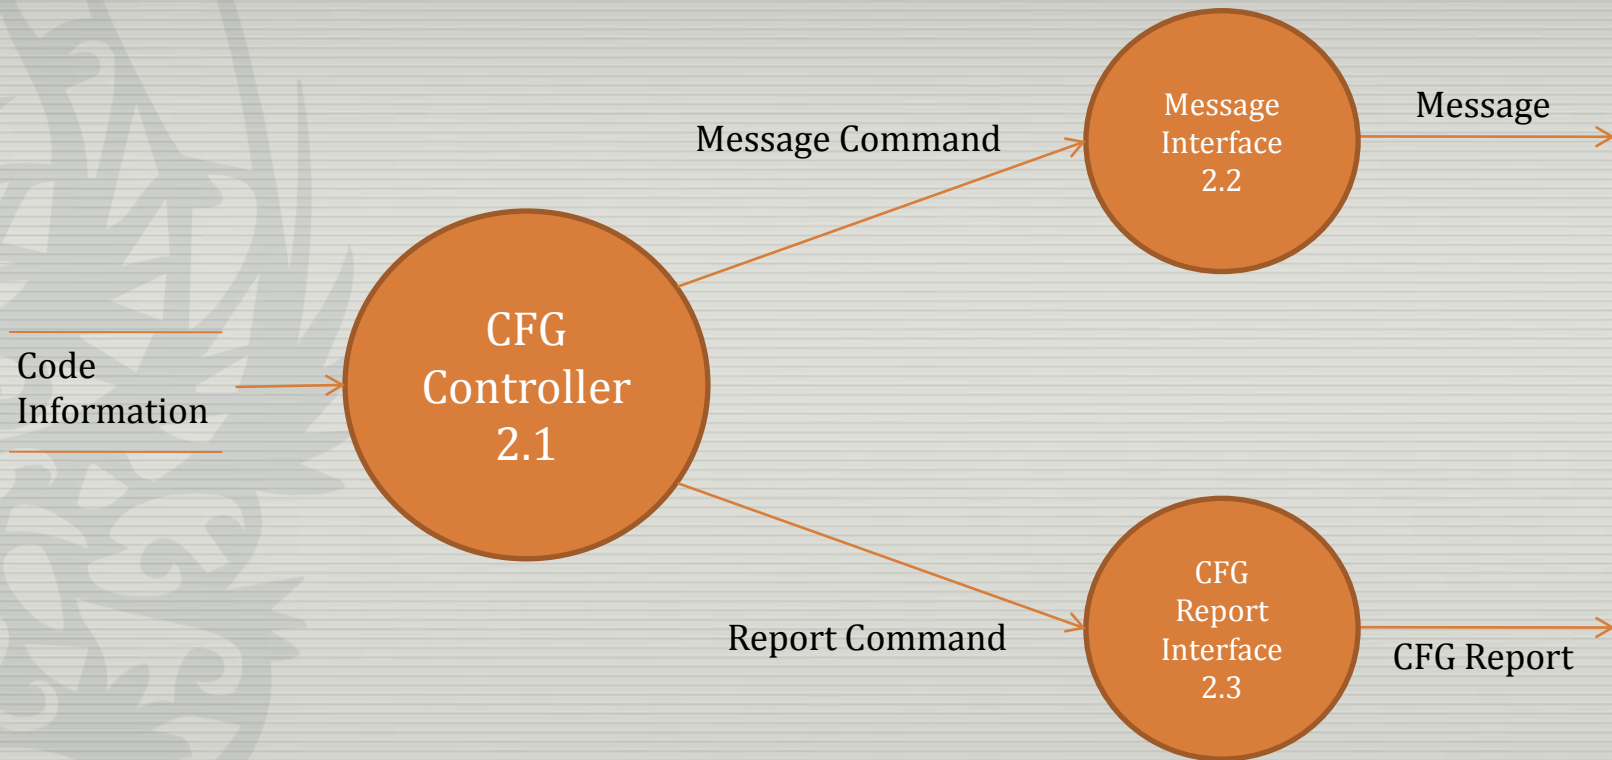 Code
Information
CFG
Controller
2.1
Message Command
Message
Interface
2.2
Message
Report Command
CFG
Report
Interface
2.3
CFG Report